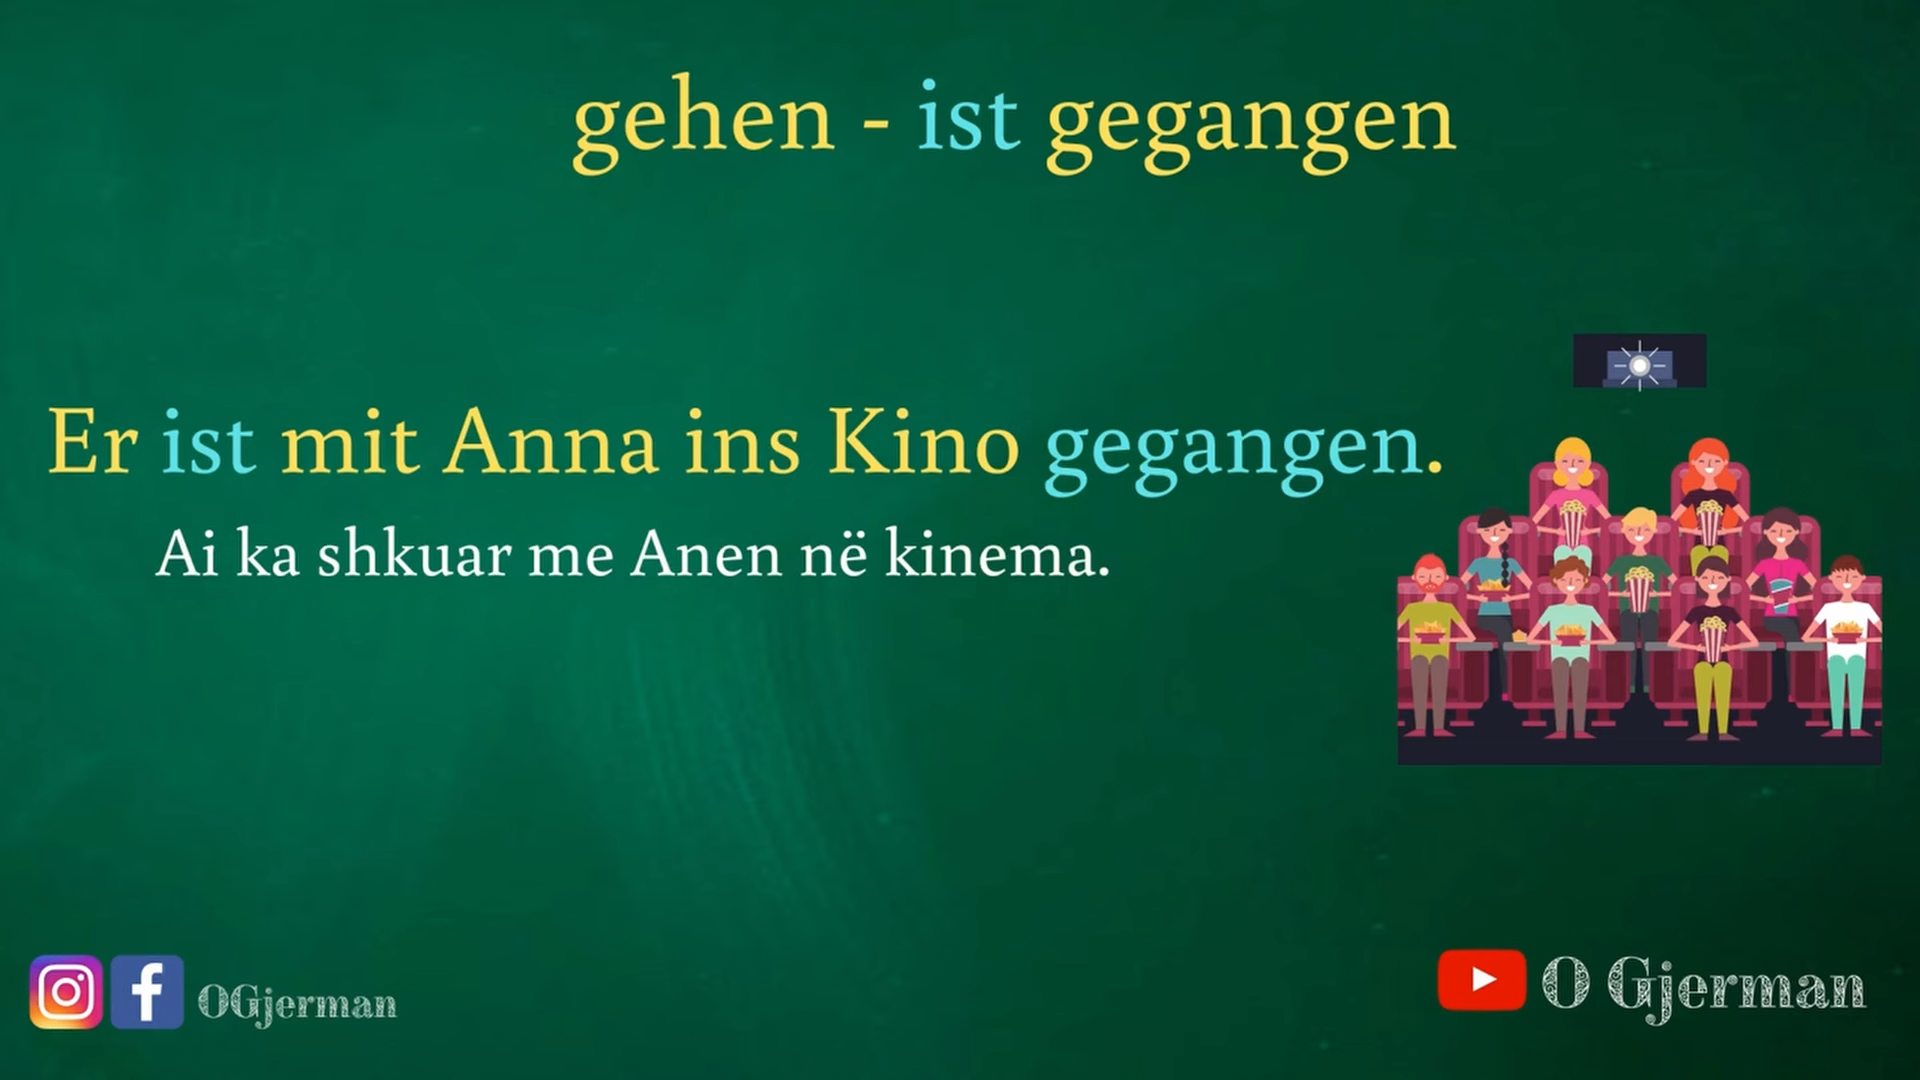 gehen - ist gegangen
Er ist mit Anna ins Kino gegangen.
Ai ka shkuar me Anen në kinema.
OGjerman
O Gjerman